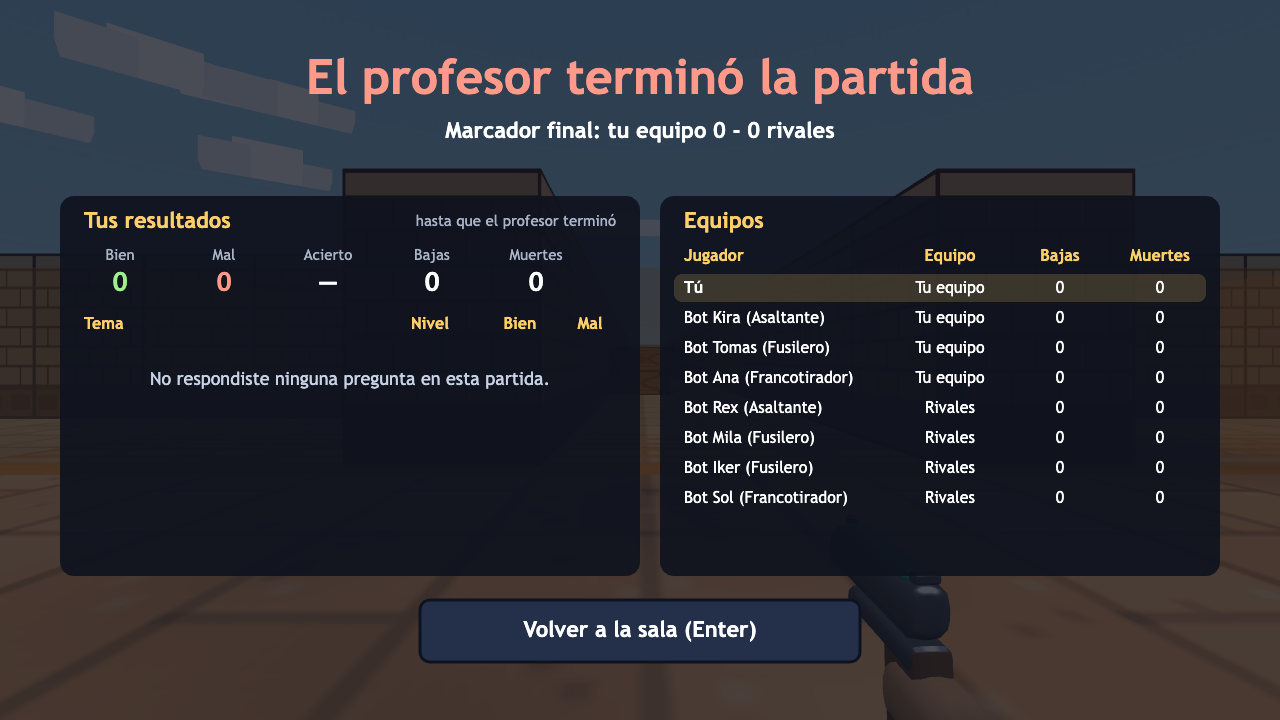 El profesor terminó la partida
Marcador final: tu equipo 0 - 0 rivales
Tus resultados
hasta que el profesor terminó
Bien Mal Acierto Bajas Muertes
0 0 — 0 0
Tema Nivel Bien Mal
No respondiste ninguna pregunta en esta partida.
Equipos
Jugador Equipo Bajas Muertes
Tú Tu equipo 0 0
Bot Kira (Asaltante) Tu equipo 0 0
Bot Tomas (Fusilero) Tu equipo 0 0
Bot Ana (Francotirador) Tu equipo 0 0
Bot Rex (Asaltante) Rivales 0 0
Bot Mila (Fusilero) Rivales 0 0
Bot Iker (Fusilero) Rivales 0 0
Bot Sol (Francotirador) Rivales 0 0
Volver a la sala (Enter)